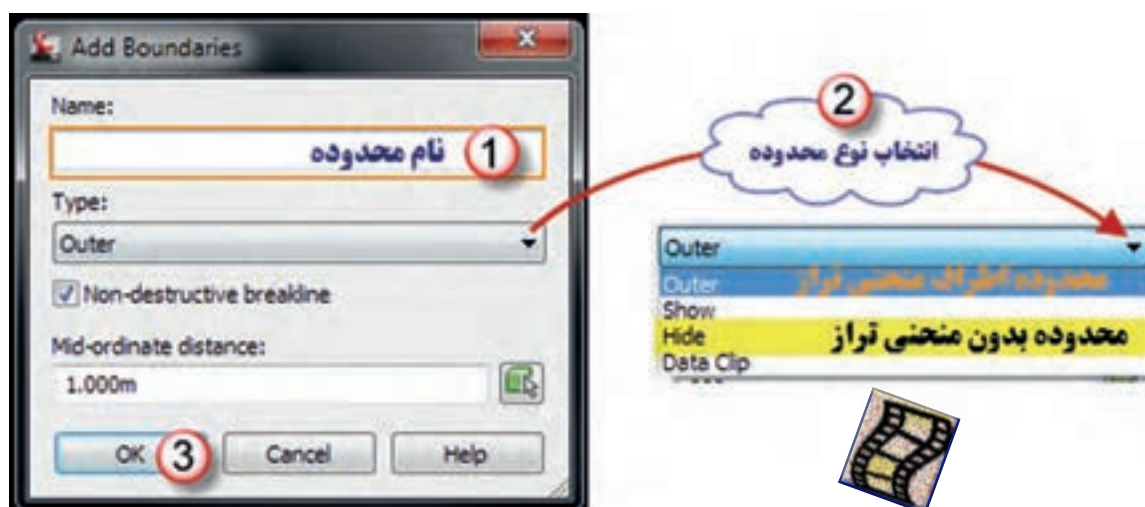 Add Boundaries
Name:
نام محدوده 1
Type:
Outer
Non-destructive breakline
Mid-ordinate distance:
1.000m
OK 3 Cancel Help
2
انتخاب نوع محدوده
Outer
Outer محدوده اطراف منحنی تراز
Show
Hide محدوده بدون منحنی تراز
Data Clip